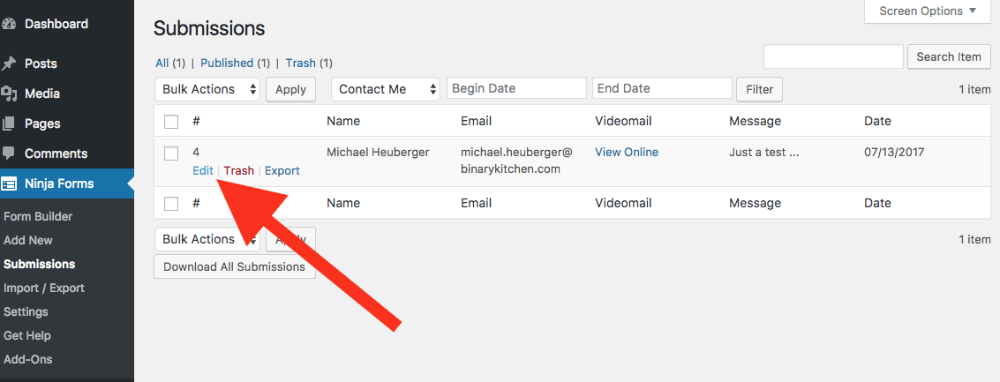 Dashboard
Posts
Media
Pages
Comments
Ninja Forms
Form Builder
Add New
Submissions
Import / Export
Settings
Get Help
Add-Ons
Screen Options
Submissions
All (1) | Published (1) | Trash (1)
Search Item
Bulk Actions Apply Contact Me Begin Date End Date Filter 1 item
# Name Email Videomail Message Date
4 Michael Heuberger michael.heuberger@ View Online Just a test ... 07/13/2017
binarykitchen.com
Edit | Trash | Export
# Name Email Videomail Message Date
Bulk Actions Apply 1 item
Download All Submissions